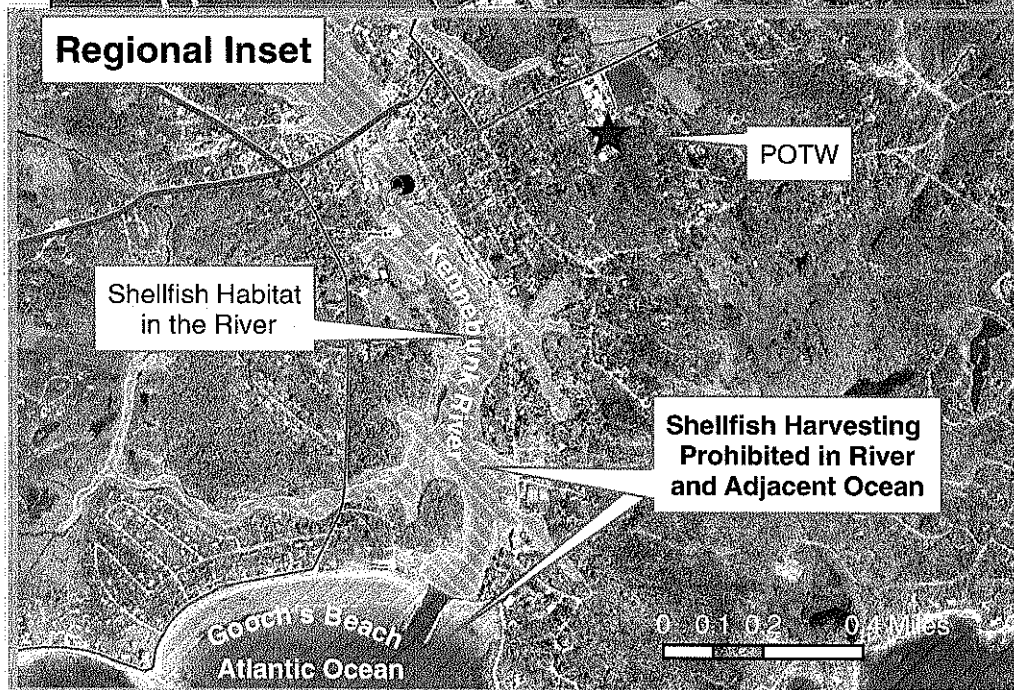 Regional Inset
POTW
Shellfish Habitat
in the River
Kennebunk River
Shellfish Harvesting
Prohibited in River
and Adjacent Ocean
Gooch's Beach
Atlantic Ocean
0 0.1 0.2 0.4 Miles